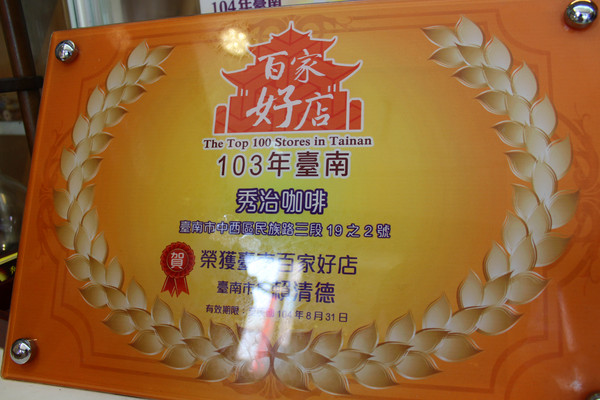 104年臺南
百家
好店
The Top 100 Stores in Tainan
103年臺南
秀治咖啡
臺南市中西區民族路三段19之2號
賀
榮獲臺南百家好店
臺南市 賴清德
有效期限: 104年8月31日